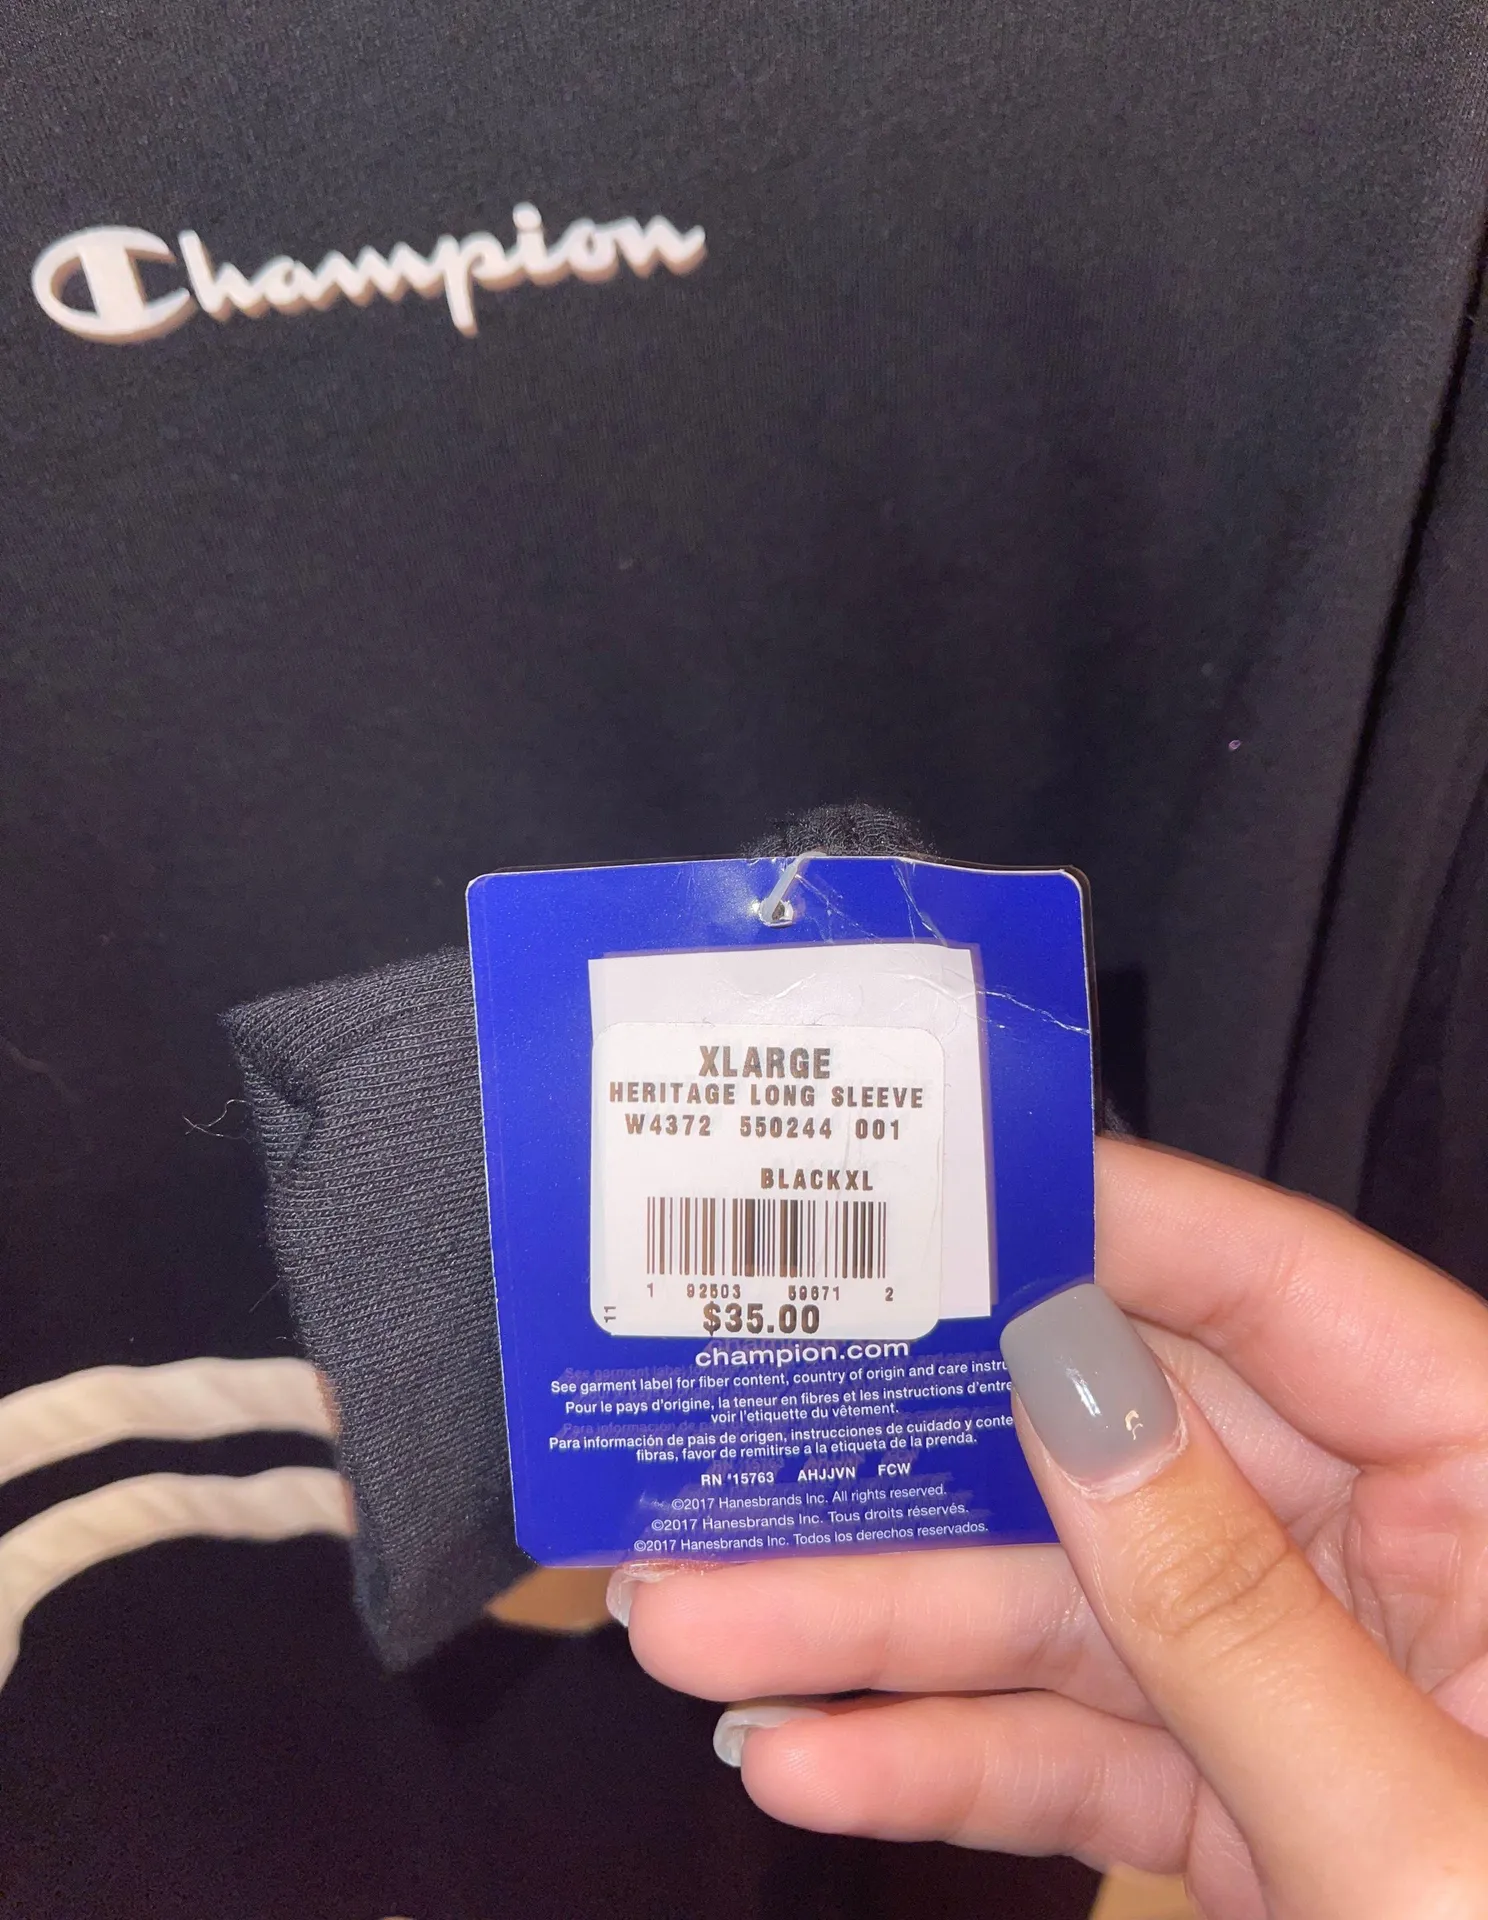 Champion
XLARGE
HERITAGE LONG SLEEVE
W4372 550244 001
BLACKXL
1 92503 59671 2
11
$35.00
champion.com
See garment label for fiber content, country of origin and care instru
Pour le pays d'origine, la teneur en fibres et les instructions d'entre
voir l'etiquette du vêtement.
Para información de pais de origen, instrucciones de cuidado y conte
fibras, favor de remitirse a la etiqueta de la prenda.
RN 15763 AHJJVN FCW
©2017 Hanesbrands Inc. All rights reserved.
©2017 Hanesbrands Inc. Tous droits réservés.
©2017 Hanesbrands Inc. Todos los derechos reservados.